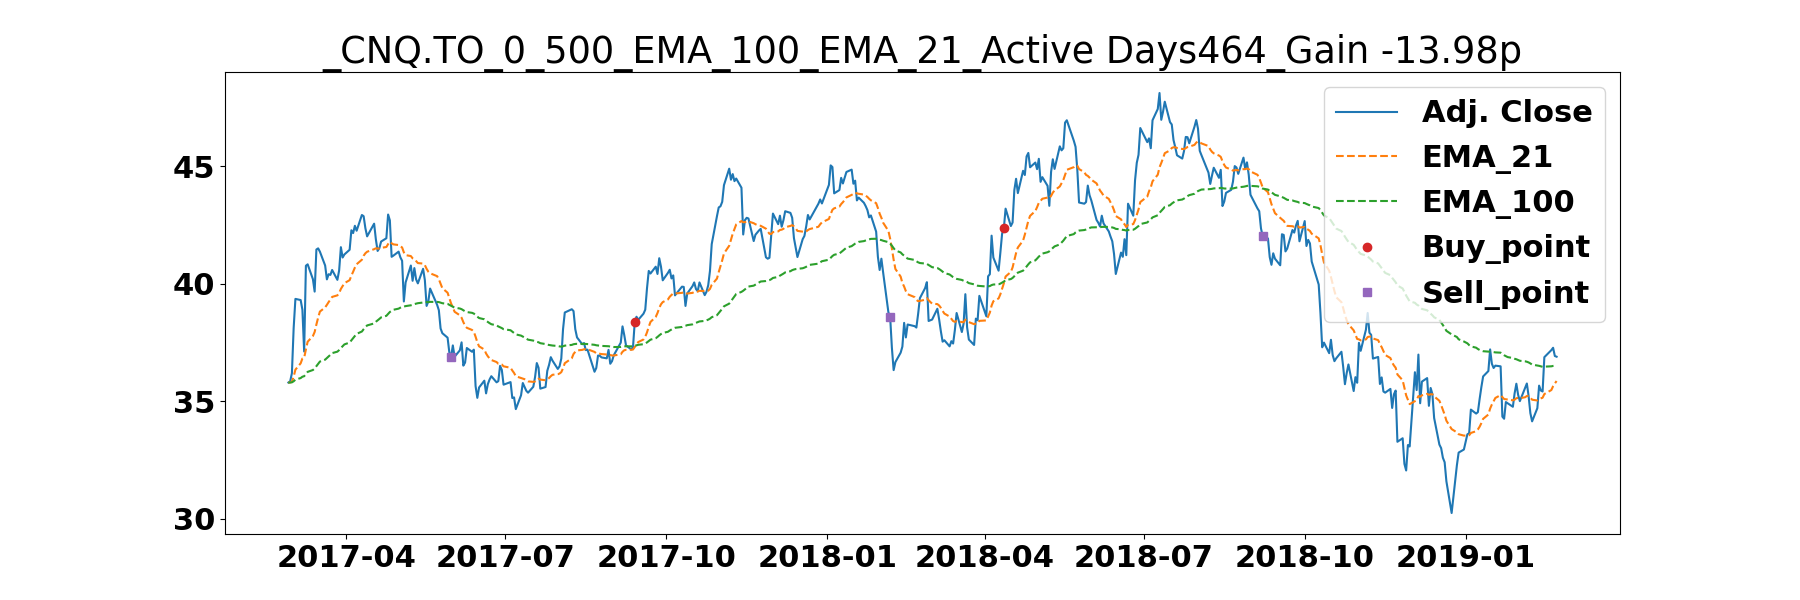 _CNQ.TO_0_500_EMA_100_EMA_21_Active Days464_Gain -13.98p
45
40
35
30
Adj. Close
EMA_21
EMA_100
Buy_point
Sell_point
2017-04 2017-07 2017-10 2018-01 2018-04 2018-07 2018-10 2019-01